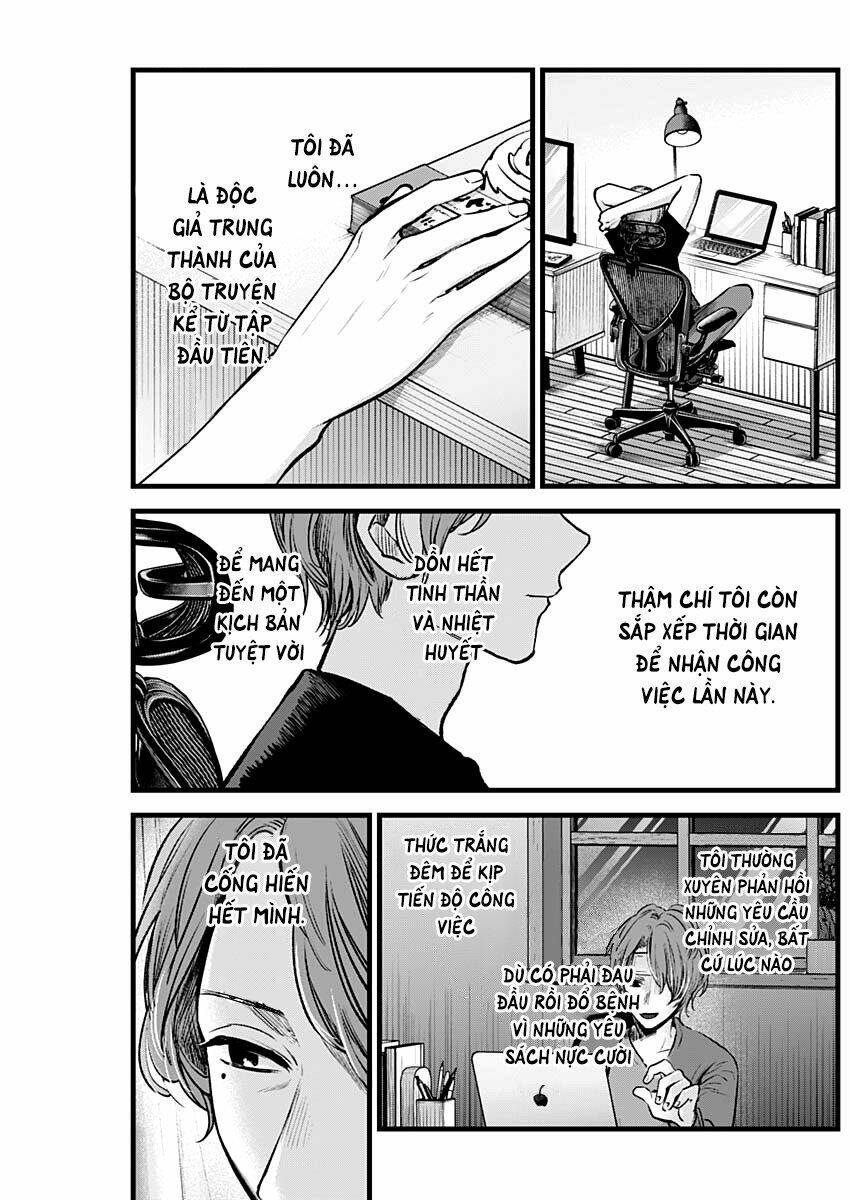 TÔI ĐÃ
LUÔN...
LÀ ĐỘC
GIẢ TRUNG
THÀNH CỦA
BỘ TRUYỆN
KỂ TỪ TẬP
ĐẦU TIÊN.
THẬM CHÍ TÔI CÒN
SẮP XẾP THỜI GIAN
ĐỂ NHẬN CÔNG
VIỆC LẦN NÀY.
DỒN HẾT
TINH THẦN
VÀ NHIỆT
HUYẾT
ĐỂ MANG
ĐẾN MỘT
KỊCH BẢN
TUYỆT VỜI
TÔI THƯỜNG
XUYÊN PHẢN HỒI
NHỮNG YÊU CẦU
CHỈNH SỬA, BẤT
CỨ LÚC NÀO
THỨC TRẮNG
ĐÊM ĐỂ KỊP
TIẾN ĐỘ CÔNG
VIỆC
DÙ CÓ PHẢI ĐAU
ĐẦU RỒI ĐỔ BỆNH
VÌ NHỮNG YÊU
SÁCH NỰC CƯỜI
TÔI ĐÃ
CỐNG HIẾN
HẾT MÌNH.